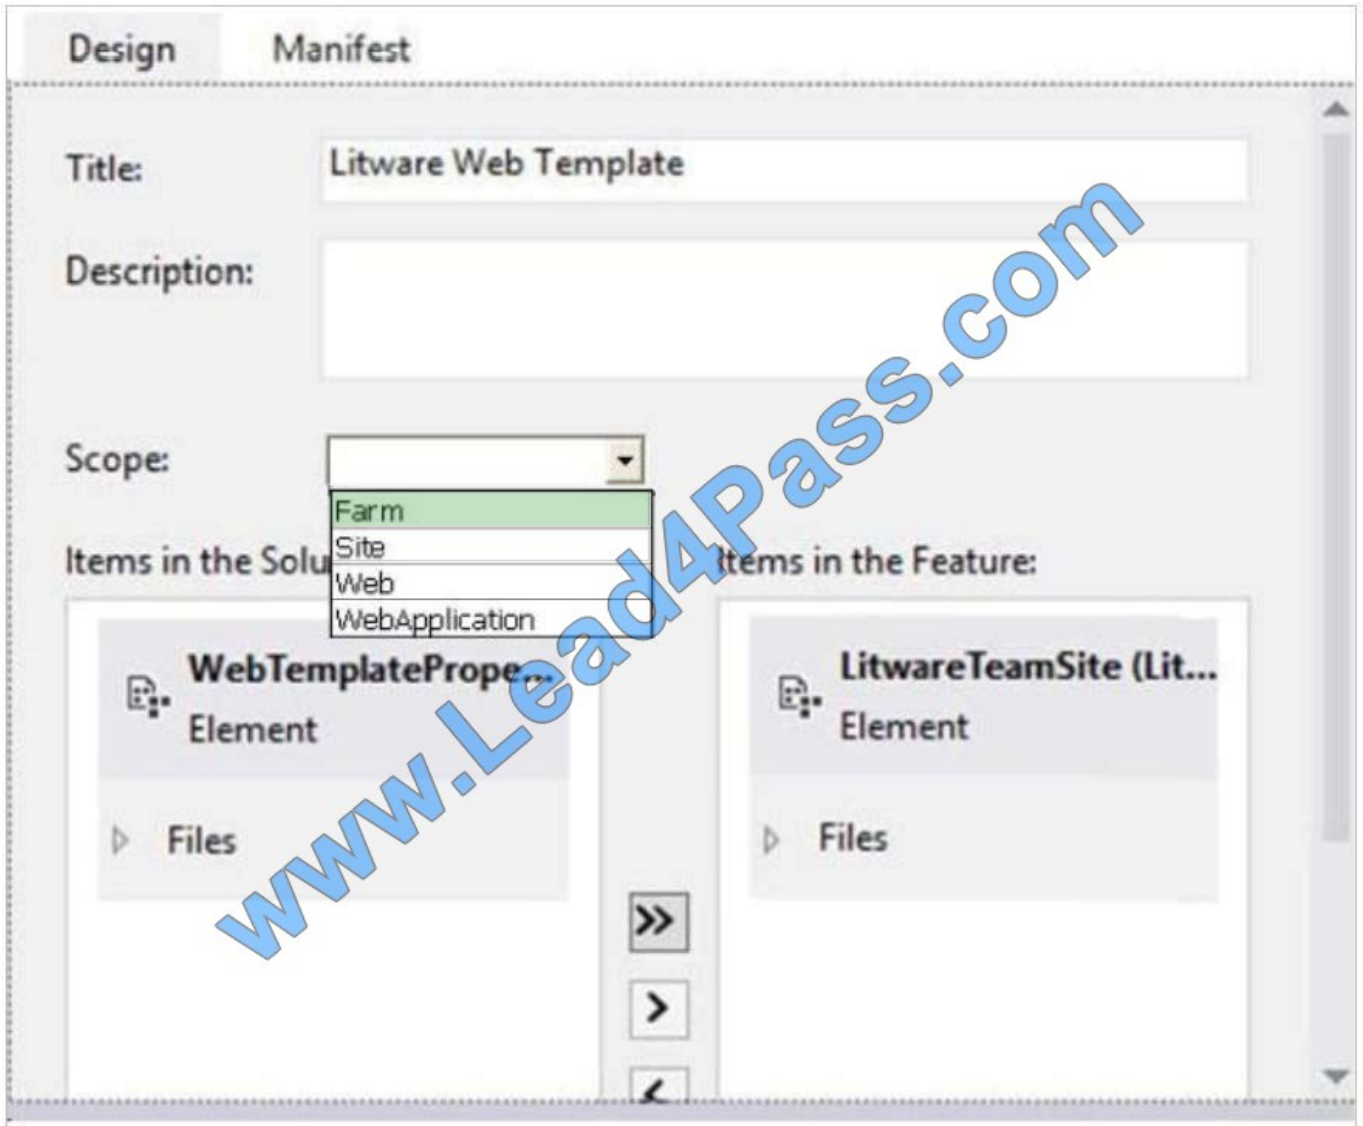 Design Manifest
Title: Litware Web Template
Description:
Scope:
Farm
Site
Web
WebApplication
Items in the Solu
Items in the Feature:
WebTemplatePrope...
Element
Files
LitwareTeamSite (Lit...
Element
Files
www.Lead4Pass.com